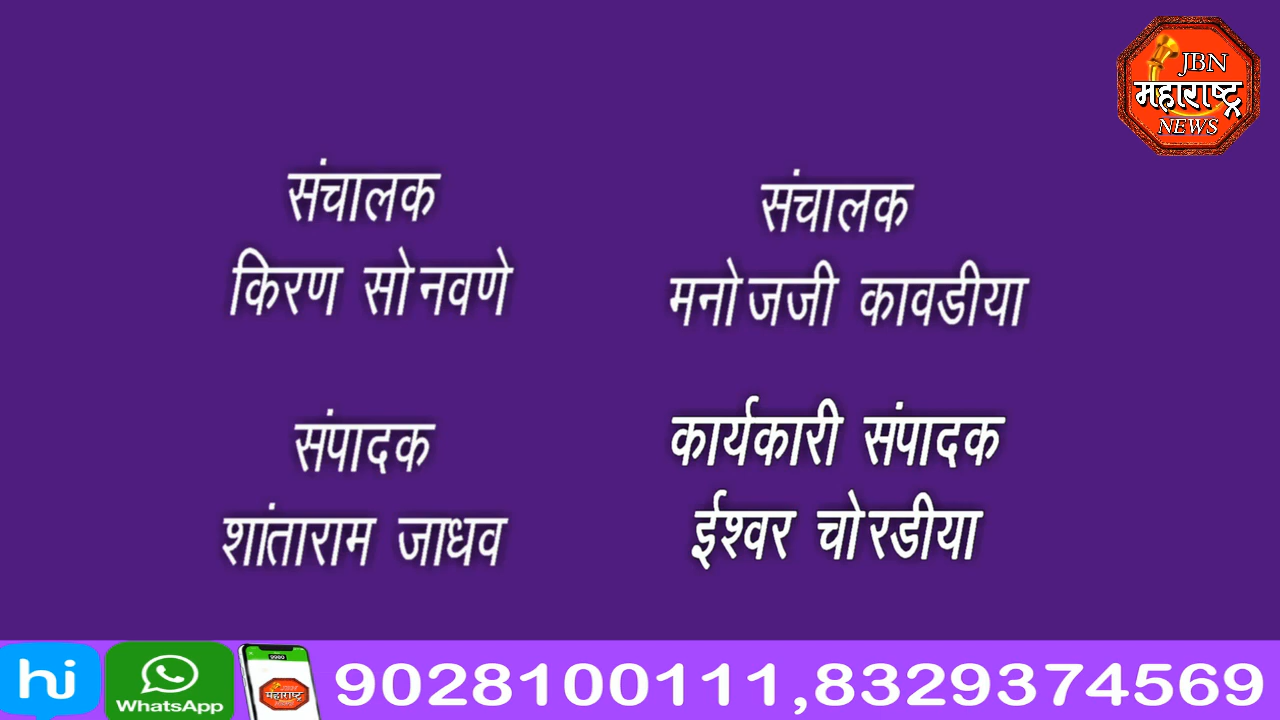 JBN
महाराष्ट्र
NEWS
संचालक
किरण सोनवणे
संचालक
मनोजजी कावडीया
संपादक
शांताराम जाधव
कार्यकारी संपादक
ईश्वर चोरडीया
hi
WhatsApp
महाराष्ट्र
9028100111,8329374569